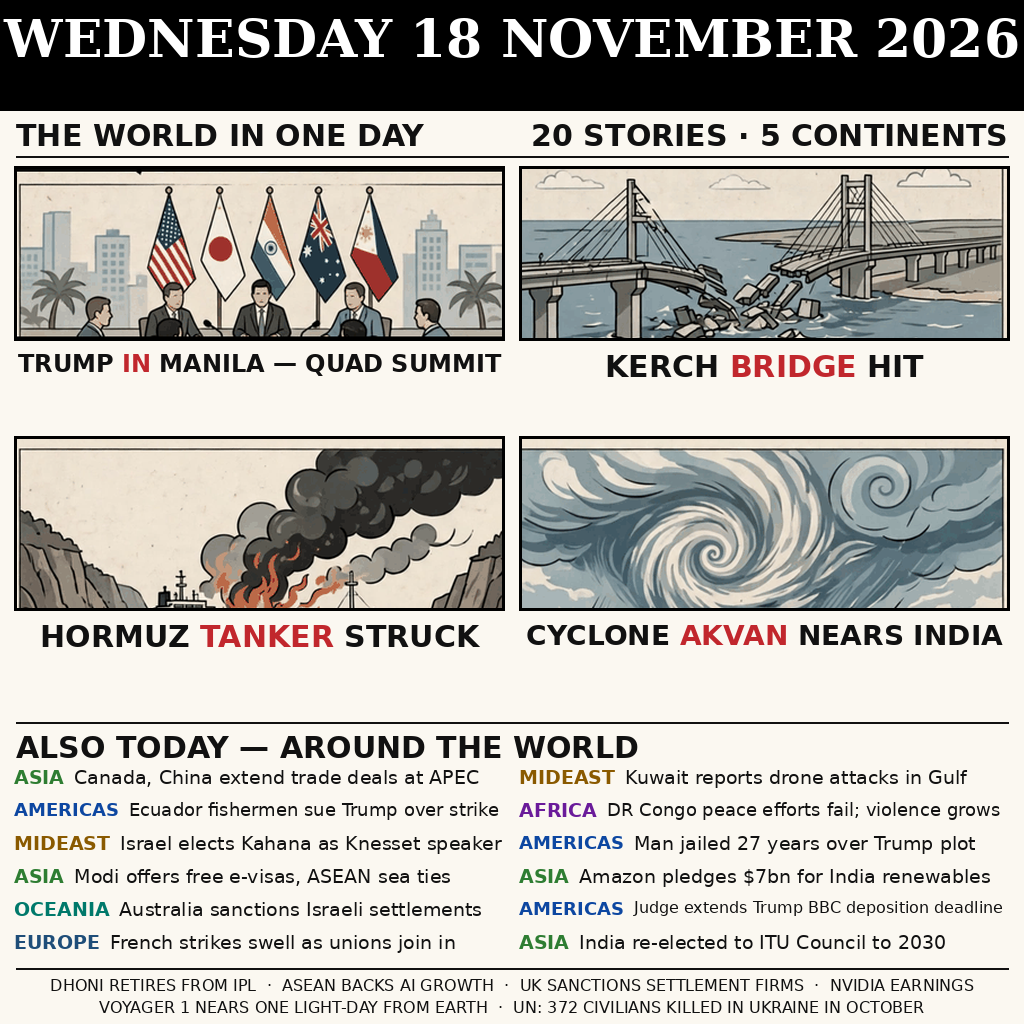 WEDNESDAY 18 NOVEMBER 2026
THE WORLD IN ONE DAY
20 STORIES · 5 CONTINENTS
TRUMP IN MANILA — QUAD SUMMIT
KERCH BRIDGE HIT
HORMUZ TANKER STRUCK
CYCLONE AKVAN NEARS INDIA
ALSO TODAY — AROUND THE WORLD
ASIA Canada, China extend trade deals at APEC
AMERICAS Ecuador fishermen sue Trump over strike
MIDEAST Israel elects Kahana as Knesset speaker
ASIA Modi offers free e-visas, ASEAN sea ties
OCEANIA Australia sanctions Israeli settlements
EUROPE French strikes swell as unions join in
MIDEAST Kuwait reports drone attacks in Gulf
AFRICA DR Congo peace efforts fail; violence grows
AMERICAS Man jailed 27 years over Trump plot
ASIA Amazon pledges $7bn for India renewables
AMERICAS Judge extends Trump BBC deposition deadline
ASIA India re-elected to ITU Council to 2030
DHONI RETIRES FROM IPL · ASEAN BACKS AI GROWTH · UK SANCTIONS SETTLEMENT FIRMS · NVIDIA EARNINGS
VOYAGER 1 NEARS ONE LIGHT-DAY FROM EARTH · UN: 372 CIVILIANS KILLED IN UKRAINE IN OCTOBER